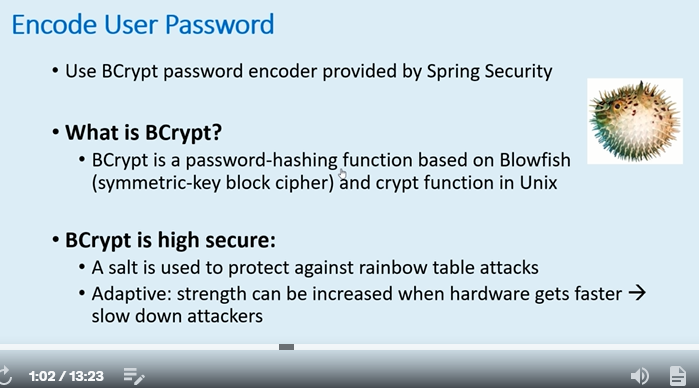 Encode User Password
• Use BCrypt password encoder provided by Spring Security
• What is BCrypt?
• BCrypt is a password-hashing function based on Blowfish
(symmetric-key block cipher) and crypt function in Unix
• BCrypt is high secure:
• A salt is used to protect against rainbow table attacks
• Adaptive: strength can be increased when hardware gets faster →
slow down attackers
1:02 / 13:23